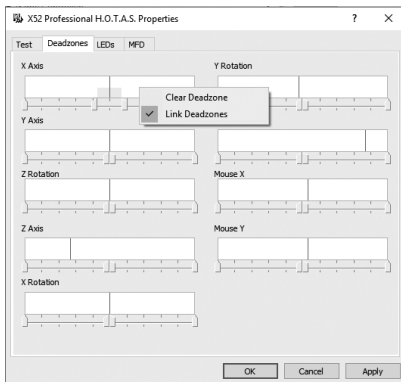 X52 Professional H.O.T.A.S. Properties
Test Deadzones LEDs MFD
X Axis
Y Rotation
Clear Deadzone
Link Deadzones
Y Axis
Z Rotation
Mouse X
Z Axis
Mouse Y
X Rotation
OK Cancel Apply